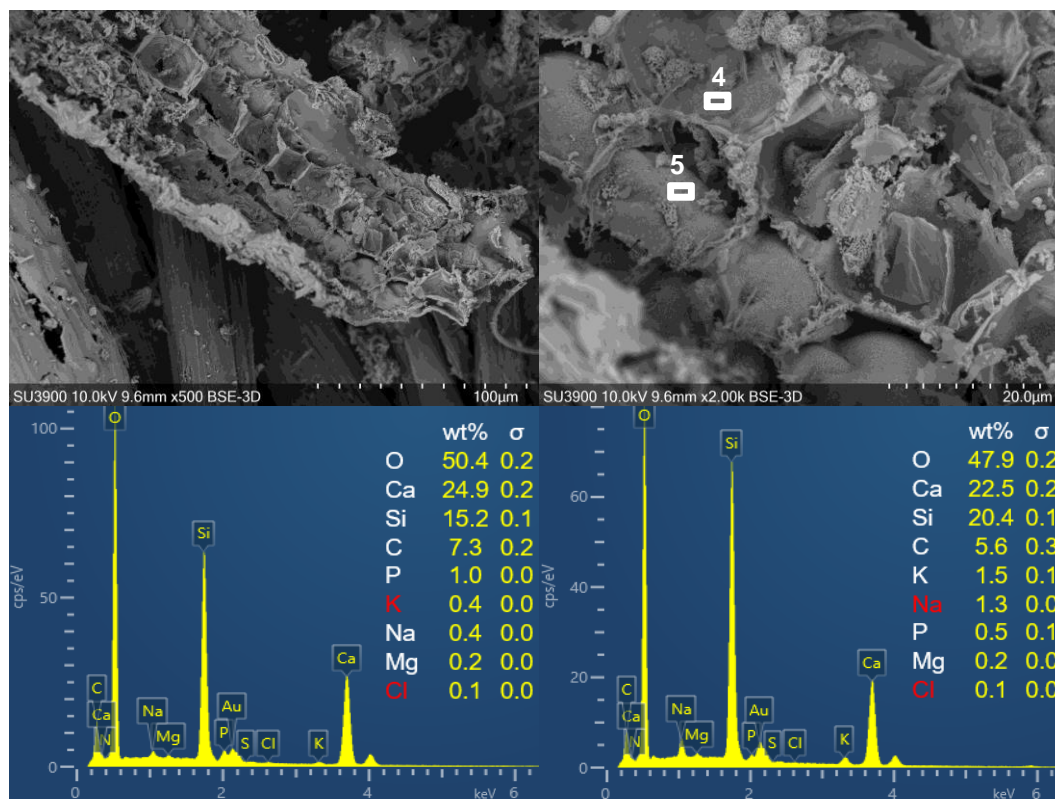 4
5
SU3900 10.0kV 9.6mm x500 BSE-3D 100µm
SU3900 10.0kV 9.6mm x2.00k BSE-3D 20.0µm
wt% σ
O 50.4 0.2
Ca 24.9 0.2
Si 15.2 0.1
C 7.3 0.2
P 1.0 0.0
K 0.4 0.0
Na 0.4 0.0
Mg 0.2 0.0
Cl 0.1 0.0
cps/eV
100
50
0
O
Si
Ca
C
Ca
N
Na
Mg
P
Au
S
Cl
K
0 2 4 keV 6
wt% σ
O 47.9 0.2
Ca 22.5 0.2
Si 20.4 0.1
C 5.6 0.3
K 1.5 0.1
Na 1.3 0.0
P 0.5 0.1
Mg 0.2 0.0
Cl 0.1 0.0
cps/eV
60
40
20
0
O
Si
Ca
C
Ca
N
Na
Mg
P
Au
S
Cl
K
0 2 4 keV 6